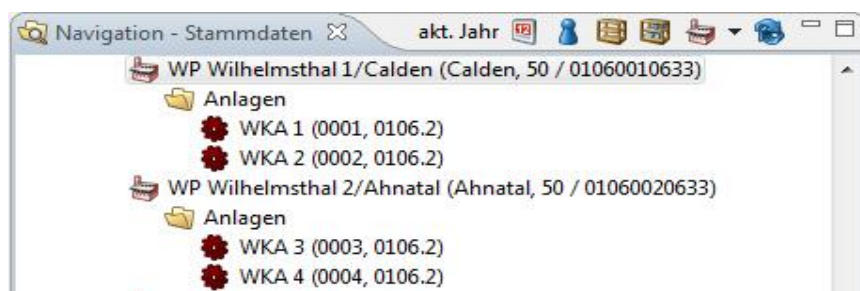 Navigation - Stammdaten akt. Jahr
WP Wilhelmsthal 1/Calden (Calden, 50 / 01060010633)
Anlagen
WKA 1 (0001, 0106.2)
WKA 2 (0002, 0106.2)
WP Wilhelmsthal 2/Ahnatal (Ahnatal, 50 / 01060020633)
Anlagen
WKA 3 (0003, 0106.2)
WKA 4 (0004, 0106.2)